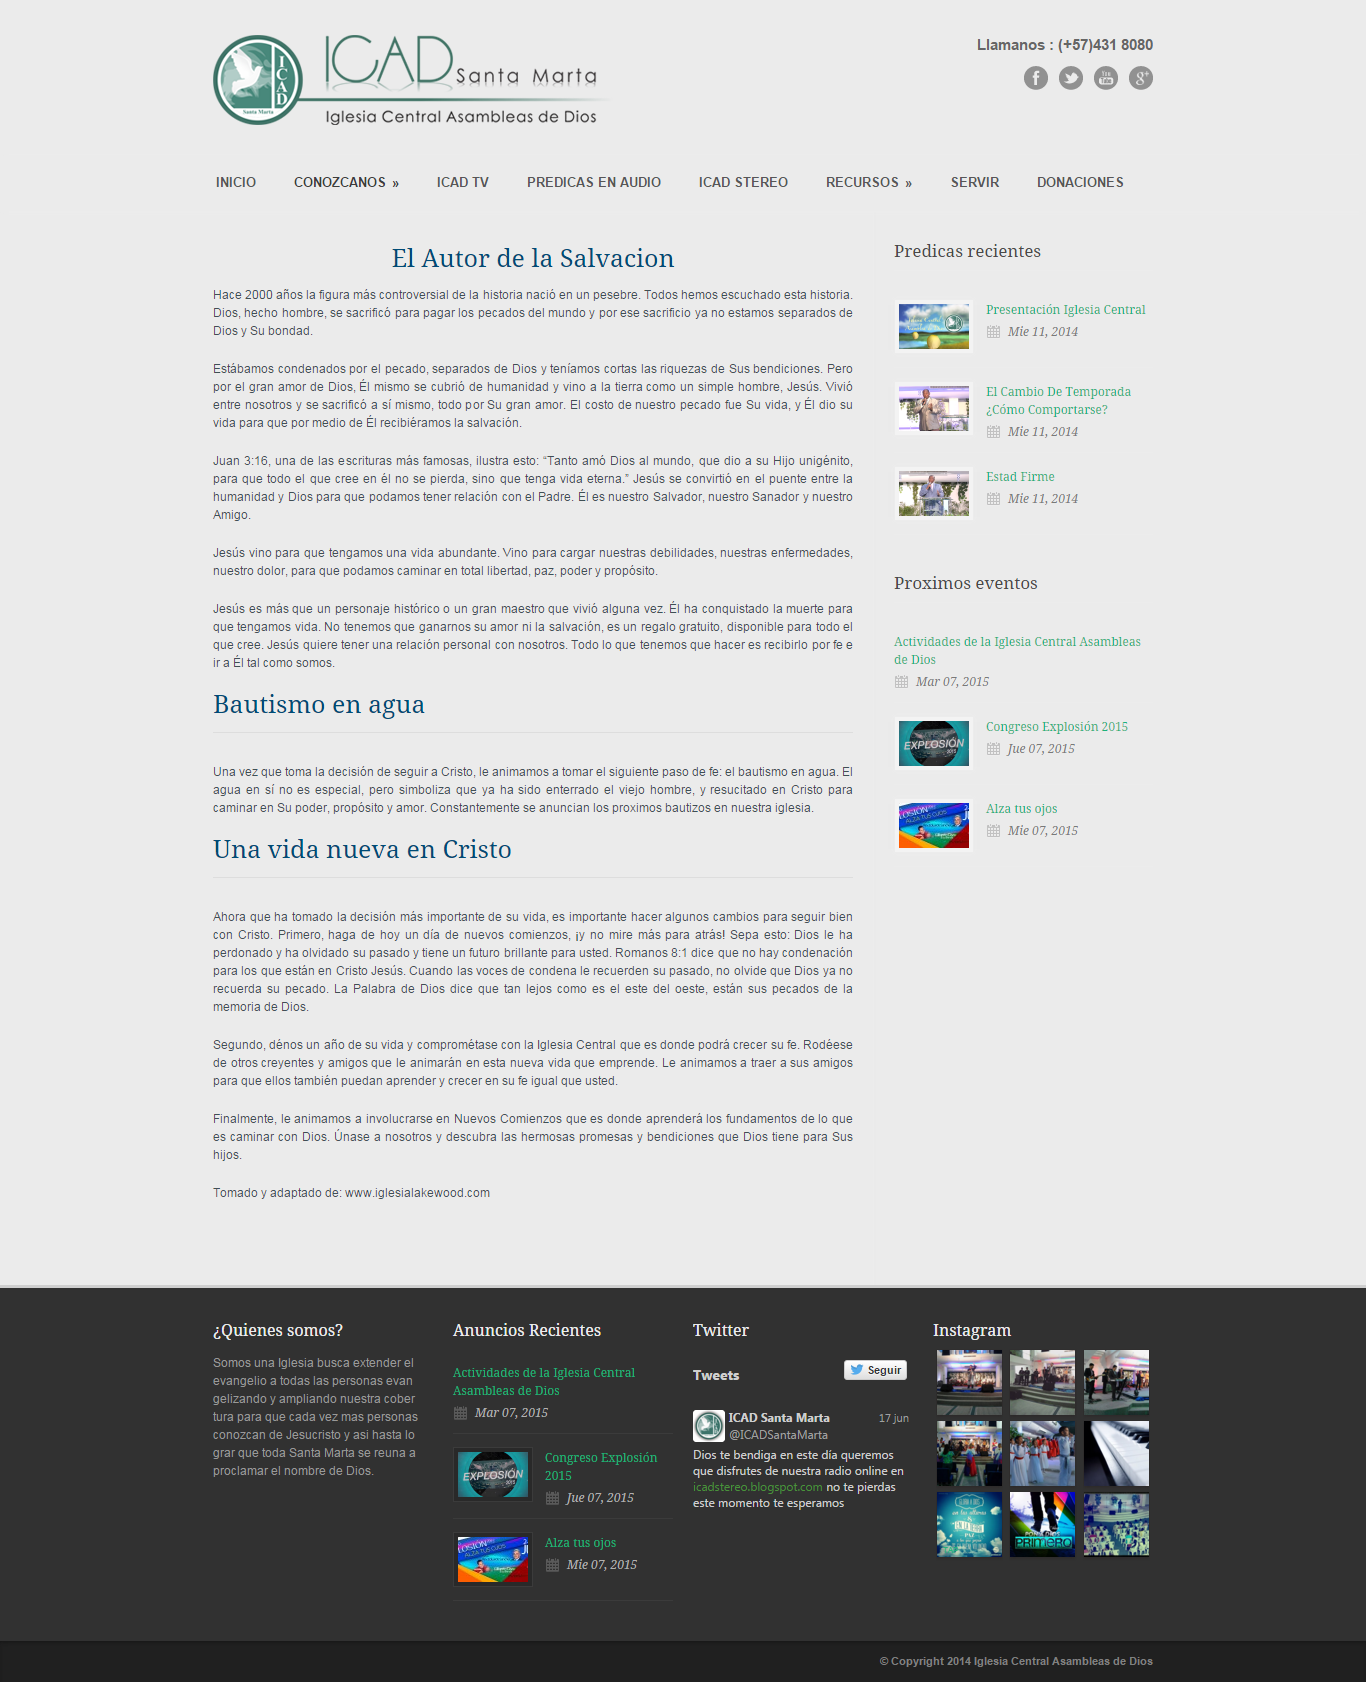 ICAD Santa Marta
Iglesia Central Asambleas de Dios
ICAD
Santa Marta
Llamanos : (+57)431 8080
INICIO
CONOZCANOS »
ICAD TV
PREDICAS EN AUDIO
ICAD STEREO
RECURSOS »
SERVIR
DONACIONES
El Autor de la Salvacion
Hace 2000 años la figura más controversial de la historia nació en un pesebre. Todos hemos escuchado esta historia.
Dios, hecho hombre, se sacrificó para pagar los pecados del mundo y por ese sacrificio ya no estamos separados de
Dios y Su bondad.
Estábamos condenados por el pecado, separados de Dios y teníamos cortas las riquezas de Sus bendiciones. Pero
por el gran amor de Dios, Él mismo se cubrió de humanidad y vino a la tierra como un simple hombre, Jesús. Vivió
entre nosotros y se sacrificó a sí mismo, todo por Su gran amor. El costo de nuestro pecado fue Su vida, y Él dio su
vida para que por medio de Él recibiéramos la salvación.
Juan 3:16, una de las escrituras más famosas, ilustra esto: “Tanto amó Dios al mundo, que dio a su Hijo unigénito,
para que todo el que cree en él no se pierda, sino que tenga vida eterna.” Jesús se convirtió en el puente entre la
humanidad y Dios para que podamos tener relación con el Padre. Él es nuestro Salvador, nuestro Sanador y nuestro
Amigo.
Jesús vino para que tengamos una vida abundante. Vino para cargar nuestras debilidades, nuestras enfermedades,
nuestro dolor, para que podamos caminar en total libertad, paz, poder y propósito.
Jesús es más que un personaje histórico o un gran maestro que vivió alguna vez. Él ha conquistado la muerte para
que tengamos vida. No tenemos que ganarnos su amor ni la salvación, es un regalo gratuito, disponible para todo el
que cree. Jesús quiere tener una relación personal con nosotros. Todo lo que tenemos que hacer es recibirlo por fe e
ir a Él tal como somos.
Bautismo en agua
Una vez que toma la decisión de seguir a Cristo, le animamos a tomar el siguiente paso de fe: el bautismo en agua. El
agua en sí no es especial, pero simboliza que ya ha sido enterrado el viejo hombre, y resucitado en Cristo para
caminar en Su poder, propósito y amor. Constantemente se anuncian los proximos bautizos en nuestra iglesia.
Una vida nueva en Cristo
Ahora que ha tomado la decisión más importante de su vida, es importante hacer algunos cambios para seguir bien
con Cristo. Primero, haga de hoy un día de nuevos comienzos, ¡y no mire más para atrás! Sepa esto: Dios le ha
perdonado y ha olvidado su pasado y tiene un futuro brillante para usted. Romanos 8:1 dice que no hay condenación
para los que están en Cristo Jesús. Cuando las voces de condena le recuerden su pasado, no olvide que Dios ya no
recuerda su pecado. La Palabra de Dios dice que tan lejos como es el este del oeste, están sus pecados de la
memoria de Dios.
Segundo, dénos un año de su vida y comprométase con la Iglesia Central que es donde podrá crecer su fe. Rodéese
de otros creyentes y amigos que le animarán en esta nueva vida que emprende. Le animamos a traer a sus amigos
para que ellos también puedan aprender y crecer en su fe igual que usted.
Finalmente, le animamos a involucrarse en Nuevos Comienzos que es donde aprenderá los fundamentos de lo que
es caminar con Dios. Únase a nosotros y descubra las hermosas promesas y bendiciones que Dios tiene para Sus
hijos.
Tomado y adaptado de: www.iglesialakewood.com
Predicas recientes
Presentación Iglesia Central
Mie 11, 2014
El Cambio De Temporada
¿Cómo Comportarse?
Mie 11, 2014
Estad Firme
Mie 11, 2014
Proximos eventos
Actividades de la Iglesia Central Asambleas
de Dios
Mar 07, 2015
EXPLOSIÓN
2015
Congreso Explosión 2015
Jue 07, 2015
LOSIÓN
ALZA TUS OJOS
Alza tus ojos
Mie 07, 2015
¿Quienes somos?
Somos una Iglesia busca extender el
evangelio a todas las personas evan
gelizando y ampliando nuestra cober
tura para que cada vez mas personas
conozcan de Jesucristo y asi hasta lo
grar que toda Santa Marta se reuna a
proclamar el nombre de Dios.
Anuncios Recientes
Actividades de la Iglesia Central
Asambleas de Dios
Mar 07, 2015
EXPLOSIÓN
2015
Congreso Explosión
2015
Jue 07, 2015
LOSIÓN
ALZA TUS OJOS
Alza tus ojos
Mie 07, 2015
Twitter
Tweets
Seguir
ICAD Santa Marta
17 jun
@ICADSantaMarta
Dios te bendiga en este día queremos
que disfrutes de nuestra radio online en
icadstereo.blogspot.com no te pierdas
este momento te esperamos
Instagram
PRIMERO
© Copyright 2014 Iglesia Central Asambleas de Dios